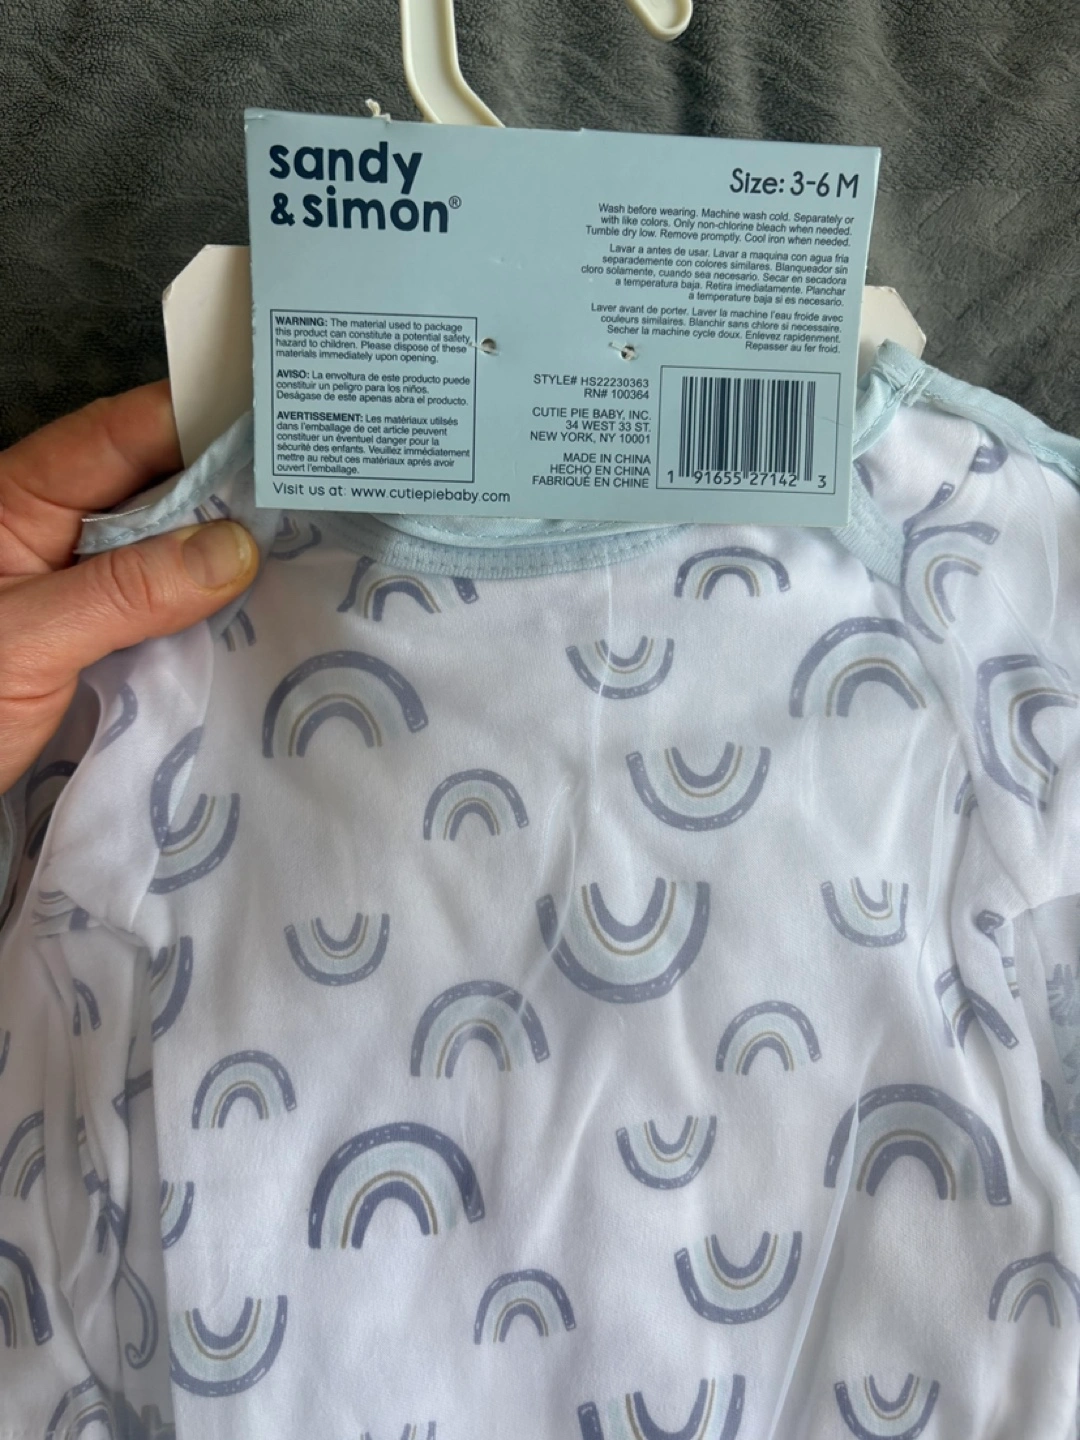 sandy
& simon®
Size: 3-6 M
Wash before wearing. Machine wash cold. Separately or
with like colors. Only non-chlorine bleach when needed.
Tumble dry low. Remove promptly. Cool iron when needed.
Lavar a antes de usar. Lavar a maquina con agua fria
separademente con colores similares. Blanqueador sin
cloro solamente, cuando sea necesario. Secar en secadora
a temperatura baja. Retira imediatamente. Planchar
a temperature baja si es necesario.
Laver avant de porter. Laver la machine l'eau froide avec
couleurs similaires. Blanchir sans chlore si necessaire.
Secher la machine cycle doux. Enlevez rapidenment.
Repasser au fer froid.
WARNING: The material used to package
this product can constitute a potential safety
hazard to children. Please dispose of these
materials immediately upon opening.
AVISO: La envoltura de este producto puede
constituir un peligro para los niños.
Deságase de este apenas abra el producto.
AVERTISSEMENT: Les matériaux utilsés
dans l'emballage de cet article peuvent
constituer un éventuel danger pour la
sécurité des enfants. Veuillez immédiatement
mettre au rebut ces matériaux aprés avoir
ouvert l'emballage.
Visit us at: www.cutiepiebaby.com
STYLE# HS22230363
RN# 100364
CUTIE PIE BABY, INC.
34 WEST 33 ST.
NEW YORK, NY 10001
MADE IN CHINA
HECHO EN CHINA
FABRIQUÉ EN CHINE
1 91655 27142 3